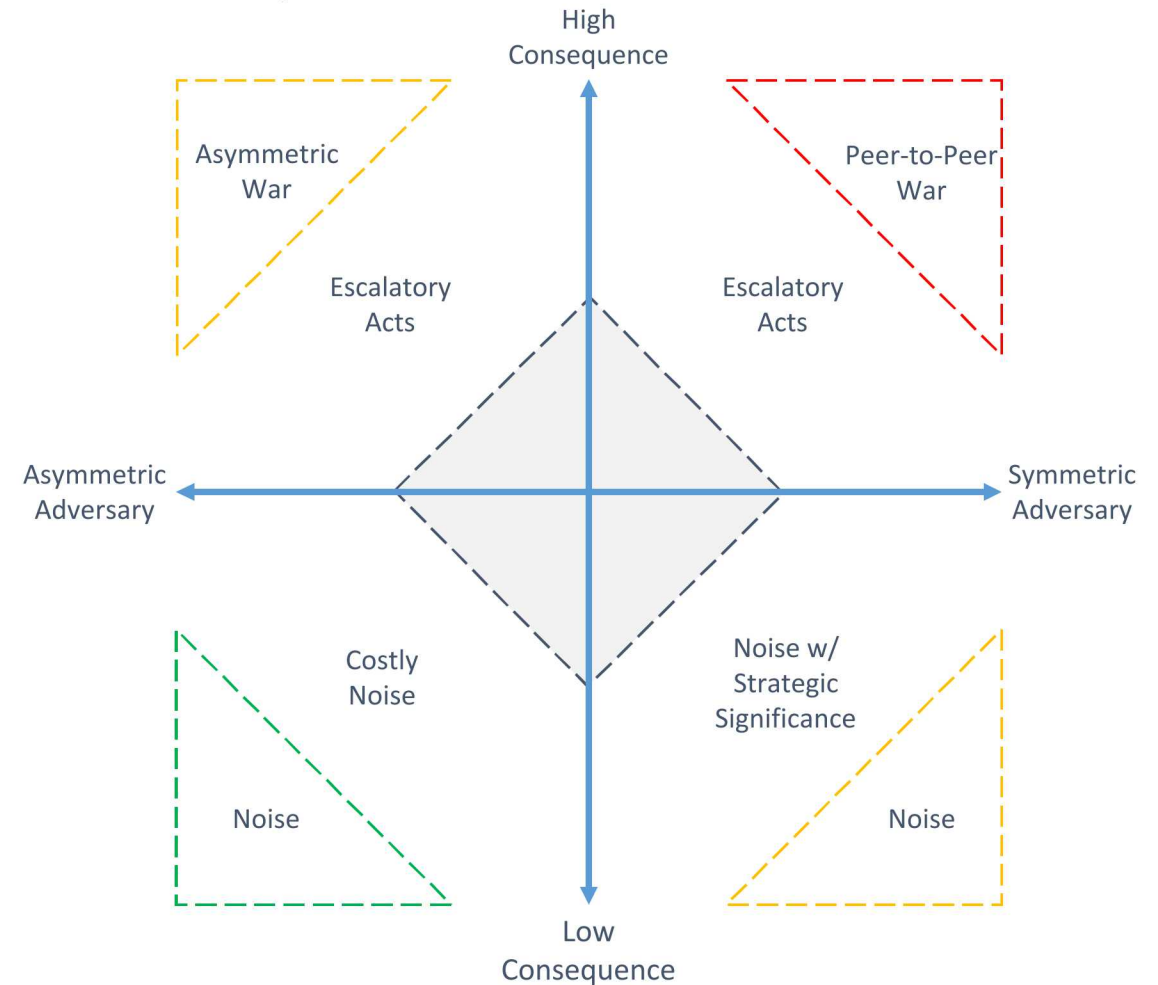 High
Consequence
Asymmetric
War
Peer-to-Peer
War
Escalatory
Acts
Escalatory
Acts
Asymmetric
Adversary
Symmetric
Adversary
Costly
Noise
Noise w/
Strategic
Significance
Noise
Noise
Low
Consequence